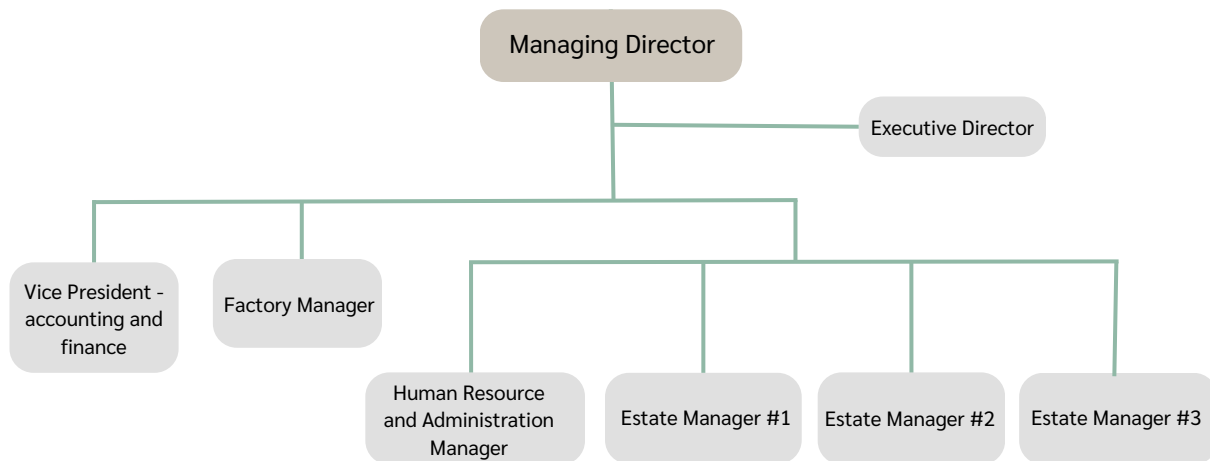 Managing Director
Executive Director
Vice President -
accounting and
finance
Factory Manager
Human Resource
and Administration
Manager
Estate Manager #1
Estate Manager #2
Estate Manager #3